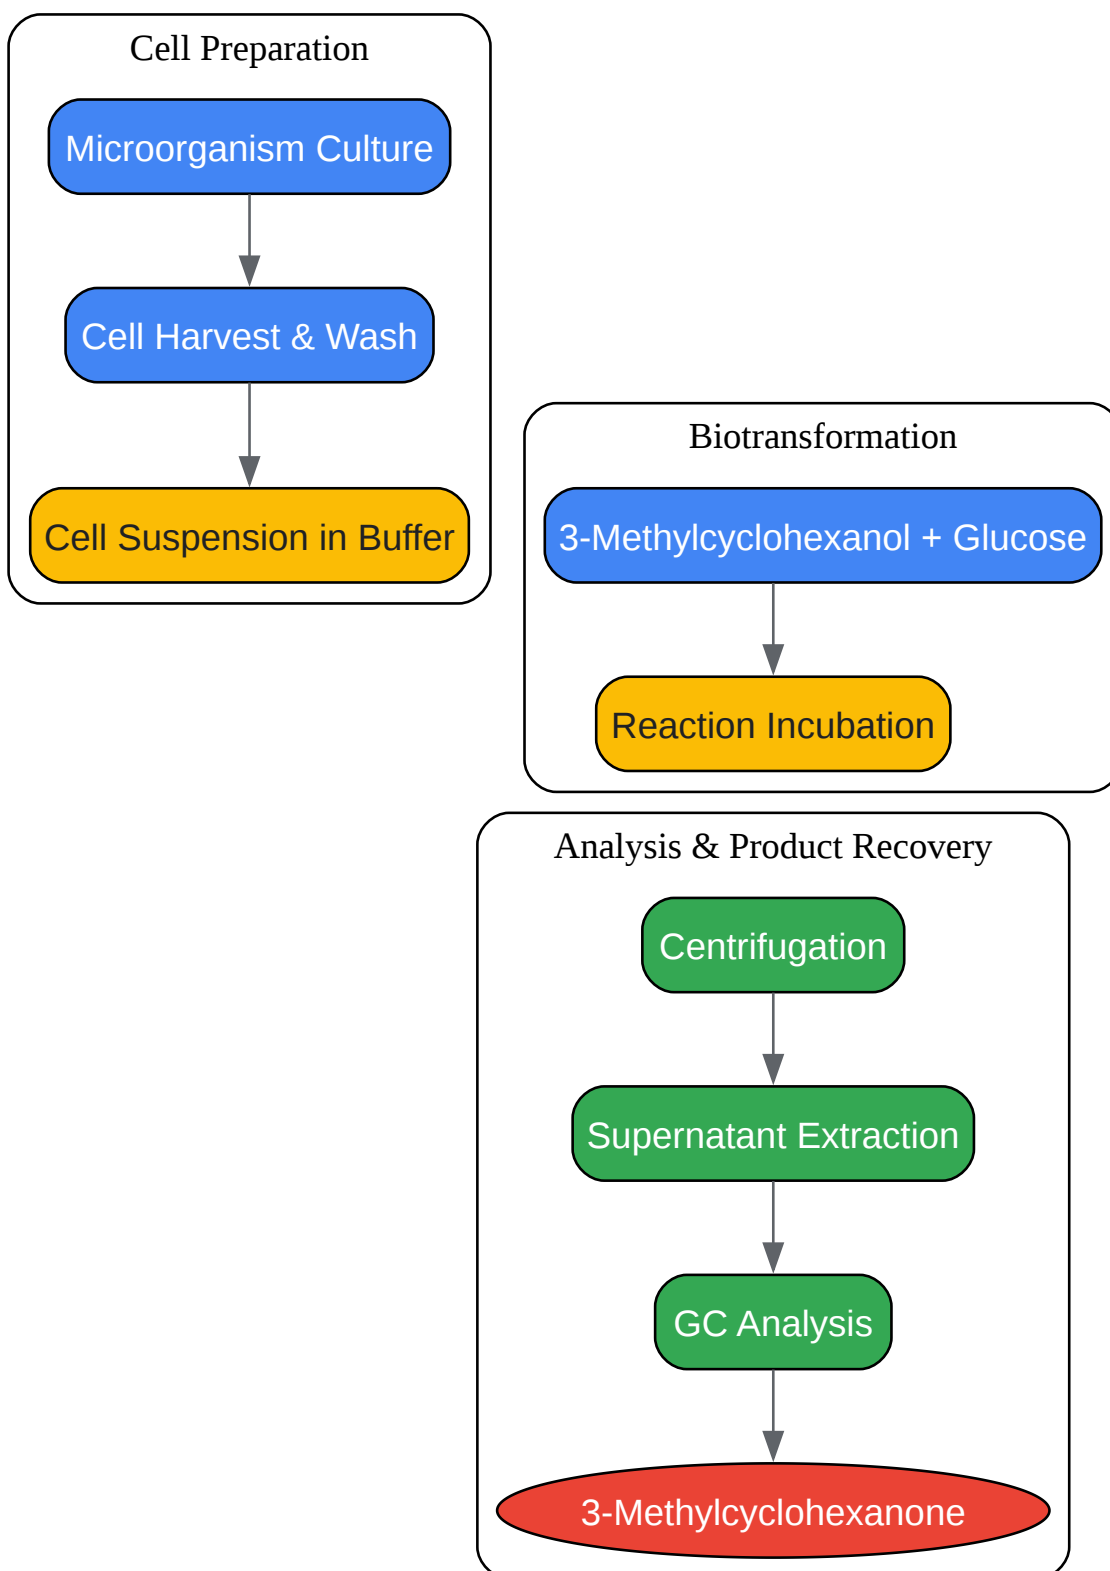 Cell Preparation
Microorganism Culture
Cell Harvest & Wash
Cell Suspension in Buffer
Biotransformation
3-Methylcyclohexanol + Glucose
Reaction Incubation
Analysis & Product Recovery
Centrifugation
Supernatant Extraction
GC Analysis
3-Methylcyclohexanone